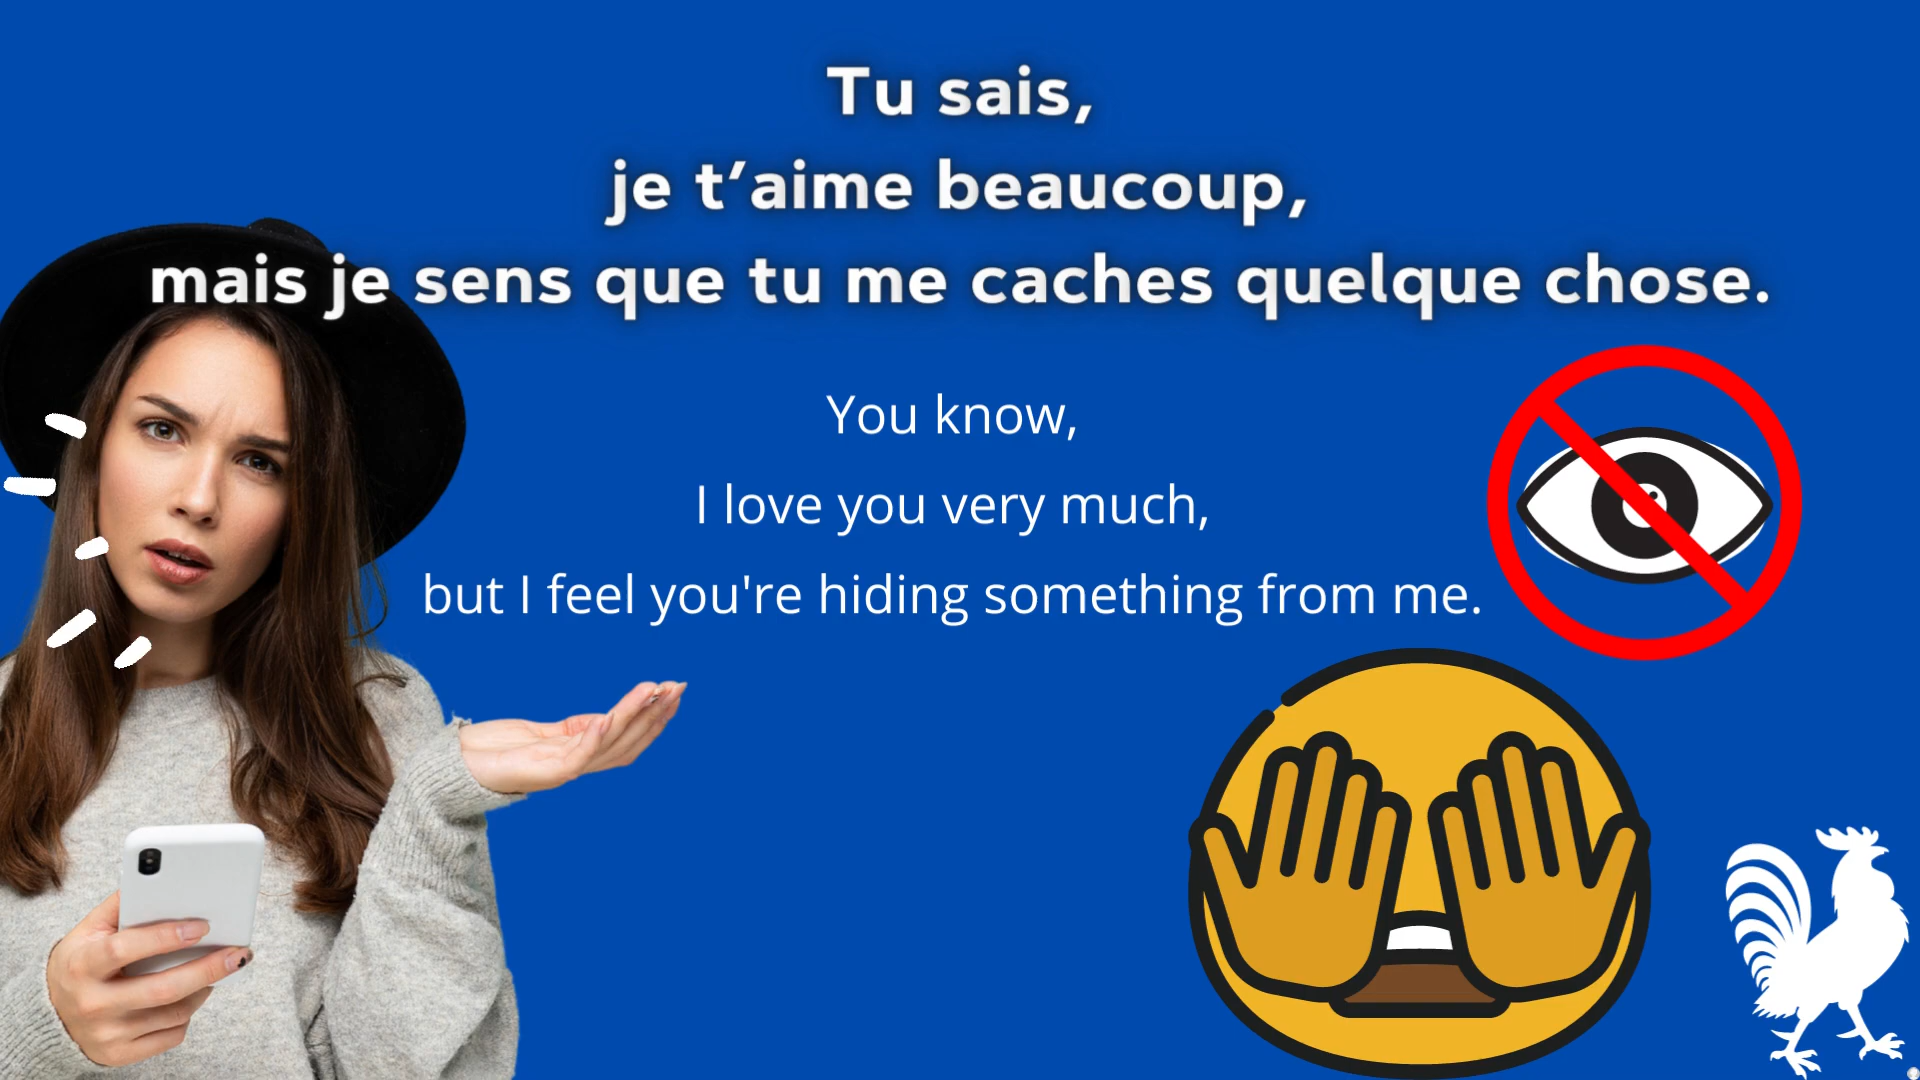 Tu sais,
je t’aime beaucoup,
mais je sens que tu me caches quelque chose.
You know,
I love you very much,
but I feel you're hiding something from me.